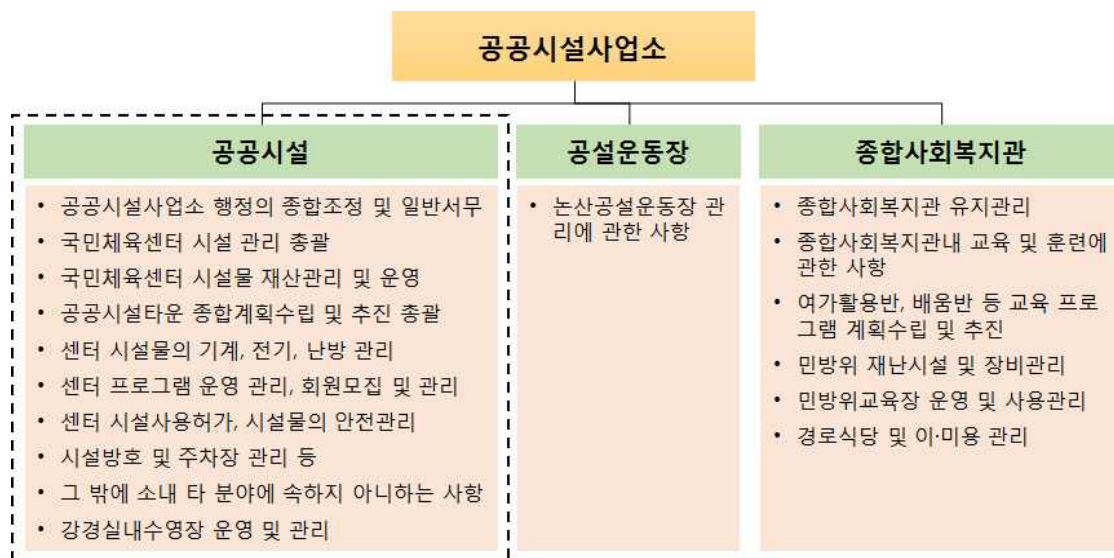 공공시설사업소
공공시설
• 공공시설사업소 행정의 종합조정 및 일반서무
• 국민체육센터 시설 관리 총괄
• 국민체육센터 시설물 재산관리 및 운영
• 공공시설타운 종합계획수립 및 추진 총괄
• 센터 시설물의 기계, 전기, 난방 관리
• 센터 프로그램 운영 관리, 회원모집 및 관리
• 센터 시설사용허가, 시설물의 안전관리
• 시설방호 및 주차장 관리 등
• 그 밖에 소내 타 분야에 속하지 아니하는 사항
• 강경실내수영장 운영 및 관리
공설운동장
• 논산공설운동장 관
리에 관한 사항
종합사회복지관
• 종합사회복지관 유지관리
• 종합사회복지관내 교육 및 훈련에
관한 사항
• 여가활용반, 배움반 등 교육 프로
그램 계획수립 및 추진
• 민방위 재난시설 및 장비관리
• 민방위교육장 운영 및 사용관리
• 경로식당 및 이·미용 관리